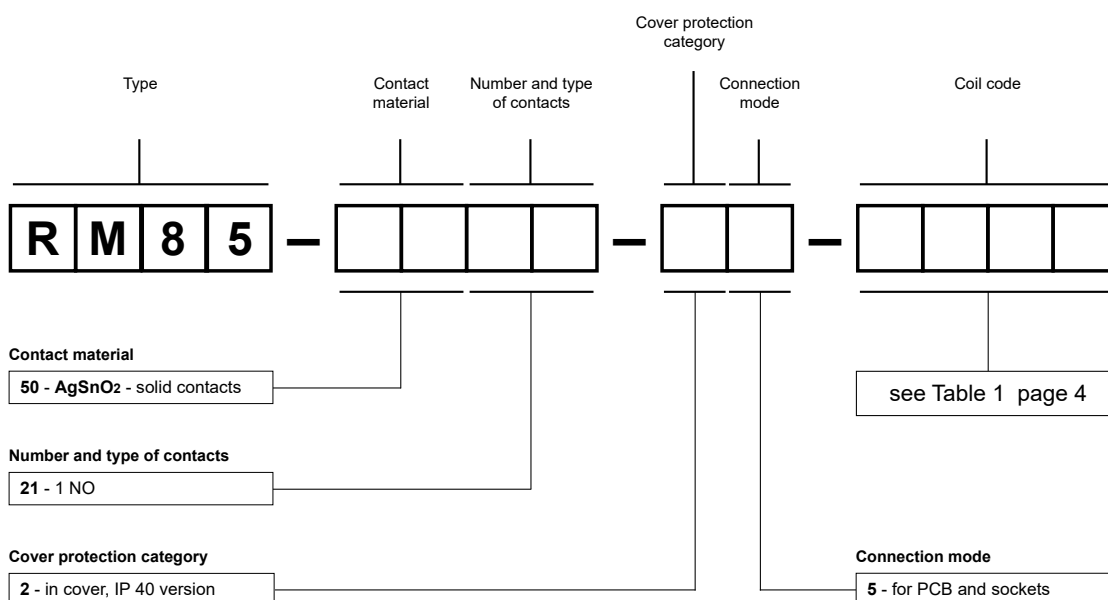 Cover protection
category
Type
Contact
material
Number and type
of contacts
Connection
mode
Coil code
RM85 – – –
Contact material
50 - AgSnO2 - solid contacts
see Table 1 page 4
Number and type of contacts
21 - 1 NO
Cover protection category
2 - in cover, IP 40 version
Connection mode
5 - for PCB and sockets